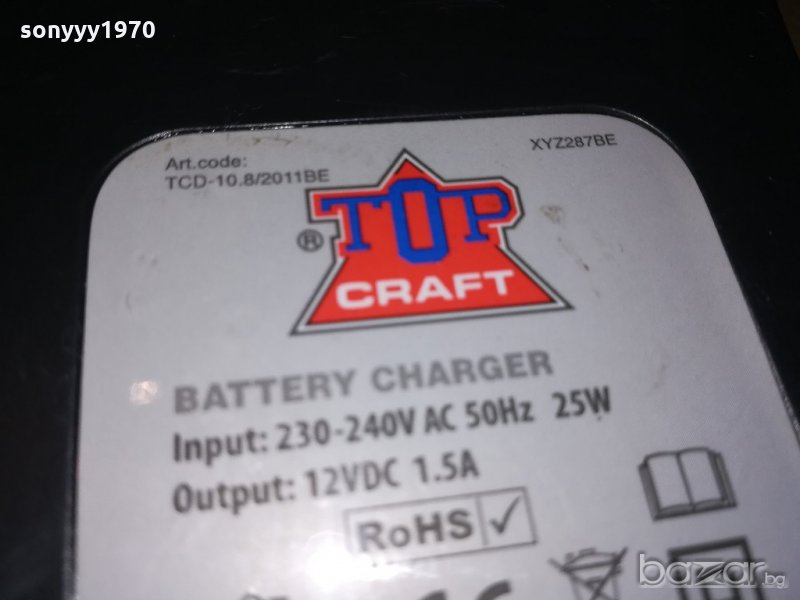 sonyyy1970
Art.code:
TCD-10.8/2011BE
XYZ287BE
® TOP
CRAFT
BATTERY CHARGER
Input: 230-240V AC 50Hz 25W
Output: 12VDC 1.5A
RoHS ✓
bazar.bg